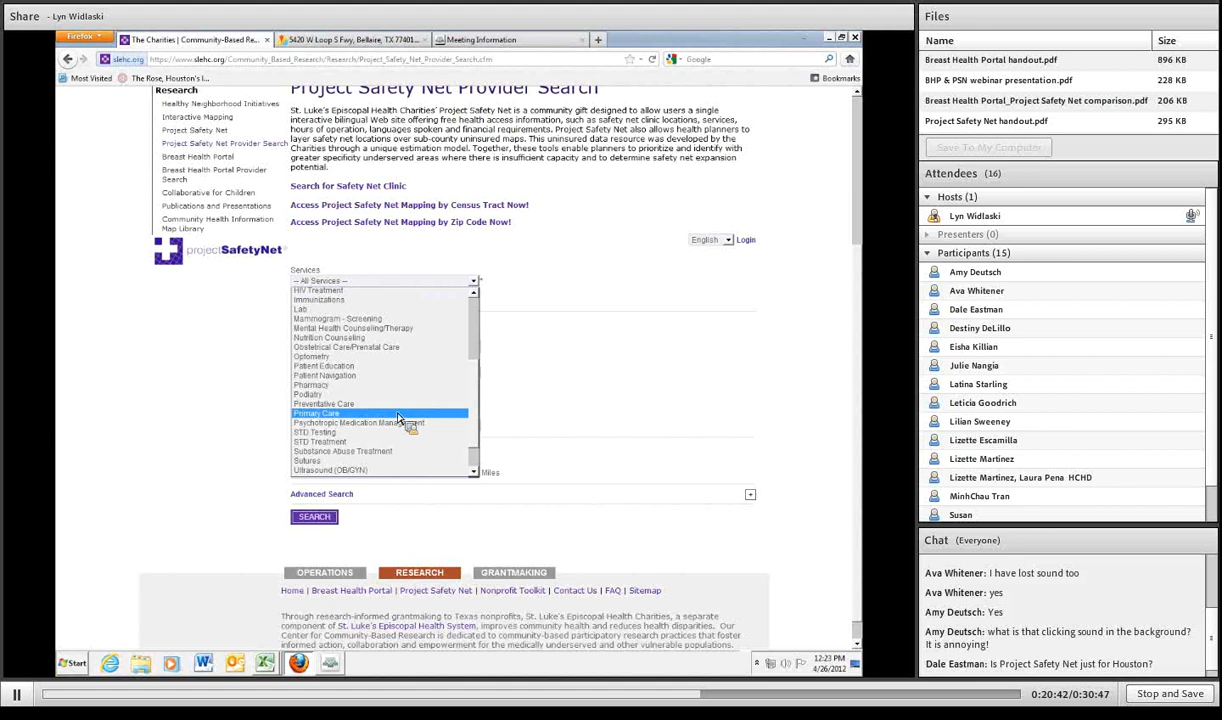 Share - Lyn Widlaski
Firefox
The Charities | Community-Based Re...
5420 W Loop S Fwy, Bellaire, TX 77401...
Meeting Information
slehc.org
https://www.slehc.org/Community_Based_Research/Research/Project_Safety_Net_Provider_Search.cfm
Google
Most Visited
The Rose, Houston's l...
Bookmarks
Research
Healthy Neighborhood Initiatives
Interactive Mapping
Project Safety Net
Project Safety Net Provider Search
Breast Health Portal
Breast Health Portal Provider
Search
Collaborative for Children
Publications and Presentations
Community Health Information
Map Library
Project Safety Net Provider Search
St. Luke's Episcopal Health Charities' Project Safety Net is a community gift designed to allow users a single
interactive bilingual Web site offering free health access information, such as safety net clinic locations, services,
hours of operation, languages spoken and financial requirements. Project Safety Net also allows health planners to
layer safety net locations over sub-county uninsured maps. This uninsured data resource was developed by the
Charities through a unique estimation model. Together, these tools enable planners to prioritize and identify with
greater specificity underserved areas where there is insufficient capacity and to determine safety net expansion
potential.
Search for Safety Net Clinic
Access Project Safety Net Mapping by Census Tract Now!
Access Project Safety Net Mapping by Zip Code Now!
projectSafetyNet
English
Login
Services
-- All Services --
*
HIV Treatment
Immunizations
Lab
Mammogram - Screening
Mental Health Counseling/Therapy
Nutrition Counseling
Obstetrical Care/Prenatal Care
Optometry
Patient Education
Patient Navigation
Pharmacy
Podiatry
Preventative Care
Primary Care
Psychotropic Medication Management
STD Testing
STD Treatment
Substance Abuse Treatment
Sutures
Ultrasound (OB/GYN)
Miles
Advanced Search
SEARCH
OPERATIONS
RESEARCH
GRANTMAKING
Home | Breast Health Portal | Project Safety Net | Nonprofit Toolkit | Contact Us | FAQ | Sitemap
Through research-informed grantmaking to Texas nonprofits, St. Luke's Episcopal Health Charities, a separate
component of St. Luke's Episcopal Health System, improves community health and reduces health disparities. Our
Center for Community-Based Research is dedicated to community-based participatory research practices that foster
information, collaboration and empowerment for the medically underserved and other vulnerable populations.
Start
12:23 PM
4/26/2012
Files
Name
Size
Breast Health Portal handout.pdf
896 KB
BHP & PSN webinar presentation.pdf
228 KB
Breast Health Portal_Project Safety Net comparison.pdf
206 KB
Project Safety Net handout.pdf
295 KB
Save To My Computer
Attendees (16)
Hosts (1)
Lyn Widlaski
Presenters (0)
Participants (15)
Amy Deutsch
Ava Whitener
Dale Eastman
Destiny DeLillo
Eisha Killian
Julie Nangia
Latina Starling
Leticia Goodrich
Lilian Sweeney
Lizette Escamilla
Lizette Martinez
Lizette Martinez, Laura Pena HCHD
MinhChau Tran
Susan
Chat (Everyone)
Ava Whitener: I have lost sound too
Ava Whitener: yes
Amy Deutsch: Yes
Amy Deutsch: what is that clicking sound in the background?
It is annoying!
Dale Eastman: Is Project Safety Net just for Houston?
0:20:42/0:30:47
Stop and Save